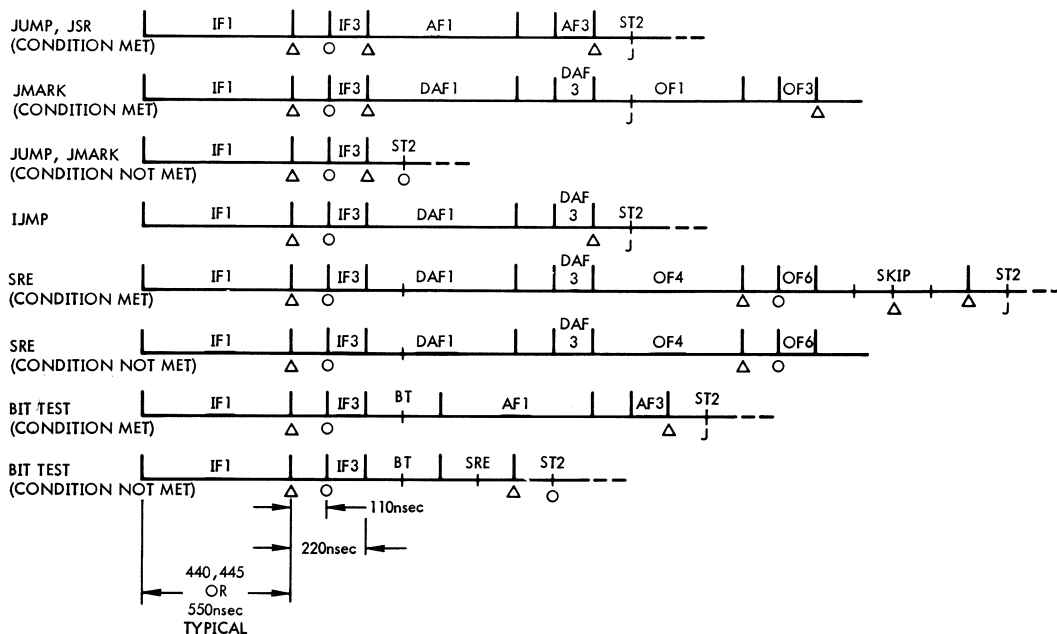 JUMP, JSR IF1 IF3 AF1 AF3 ST2
(CONDITION MET) J
JMARK IF1 IF3 DAF1 DAF 3 OF1 OF3
(CONDITION MET) J
JUMP, JMARK IF1 IF3 ST2
(CONDITION NOT MET)
IJMP IF1 IF3 DAF1 DAF 3 ST2
J
SRE IF1 IF3 DAF1 DAF 3 OF4 OF6 SKIP ST2
(CONDITION MET) J
SRE IF1 IF3 DAF1 DAF 3 OF4 OF6
(CONDITION NOT MET)
BIT TEST IF1 IF3 BT AF1 AF3 ST2
(CONDITION MET) J
BIT TEST IF1 IF3 BT SRE ST2
(CONDITION NOT MET)
110nsec
220nsec
440,445
OR
550nsec
TYPICAL